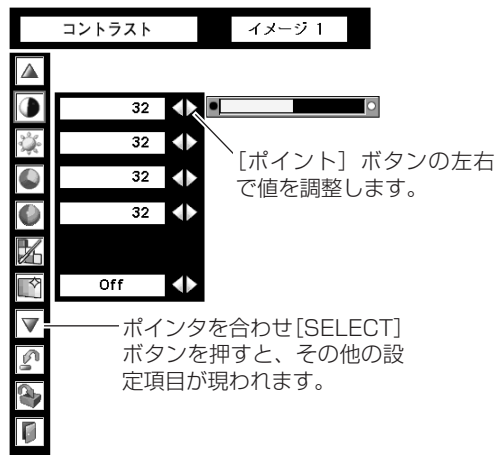 コントラスト
イメージ 1
32
32
32
32
Off
［ポイント］ボタンの左右
で値を調整します。
ポインタを合わせ［SELECT］
ボタンを押すと、その他の設
定項目が現われます。